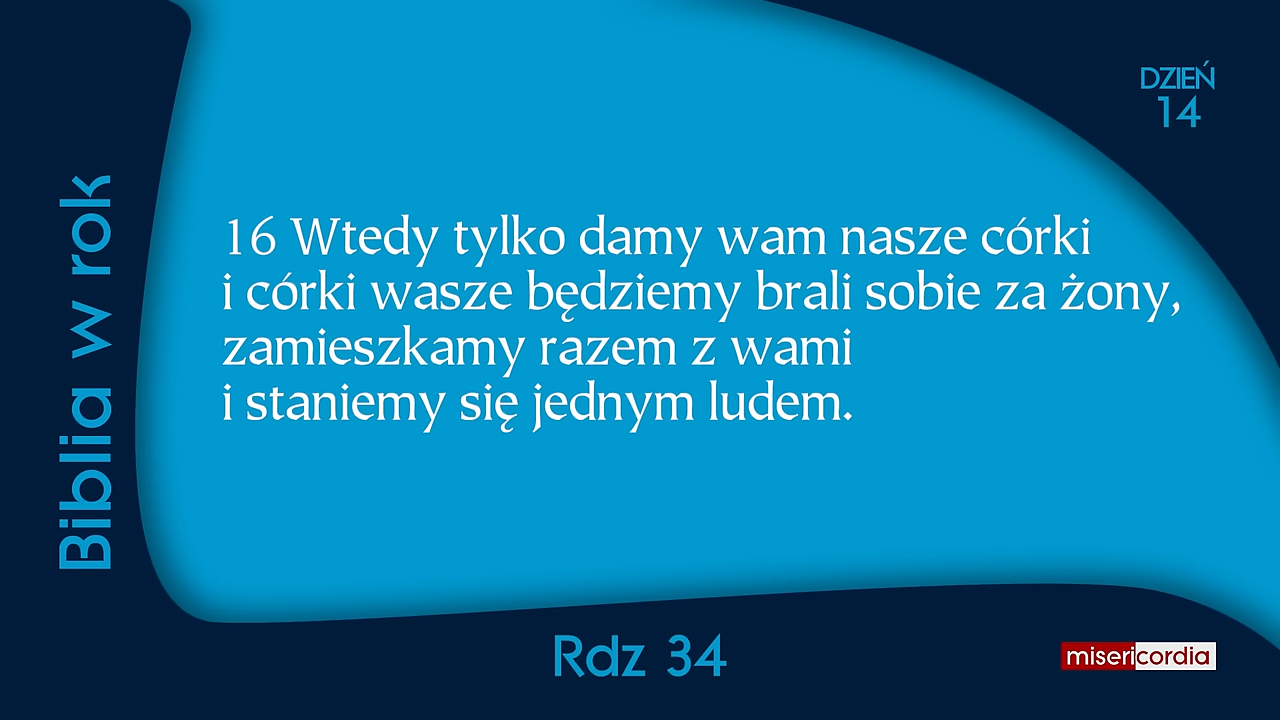 DZIEŃ
14
Biblia w rok
16 Wtedy tylko damy wam nasze córki
i córki wasze będziemy brali sobie za żony,
zamieszkamy razem z wami
i staniemy się jednym ludem.
Rdz 34
misericordia